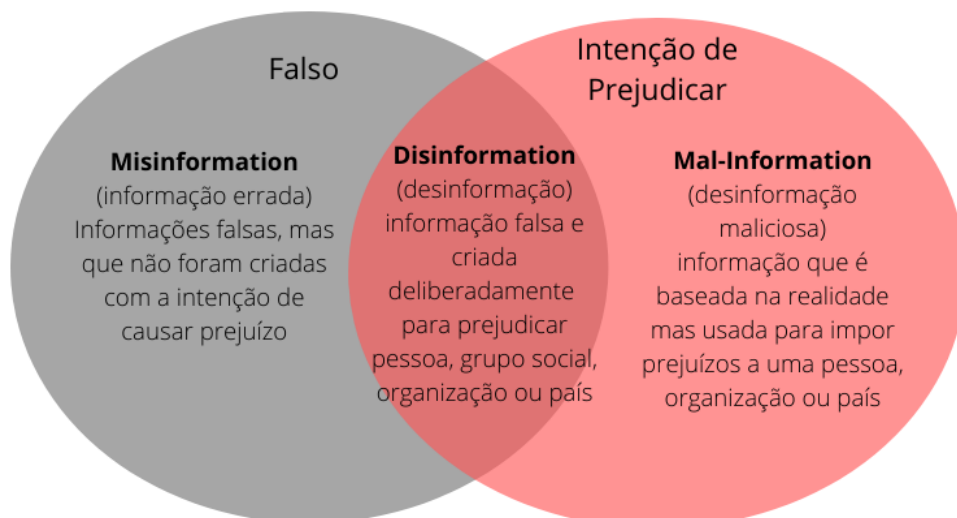 Falso
Intenção de
Prejudicar
Misinformation
(informação errada)
Informações falsas, mas
que não foram criadas
com a intenção de
causar prejuízo
Disinformation
(desinformação)
informação falsa e
criada
deliberadamente
para prejudicar
pessoa, grupo social,
organização ou país
Mal-Information
(desinformação
maliciosa)
informação que é
baseada na realidade
mas usada para impor
prejuízos a uma pessoa,
organização ou país